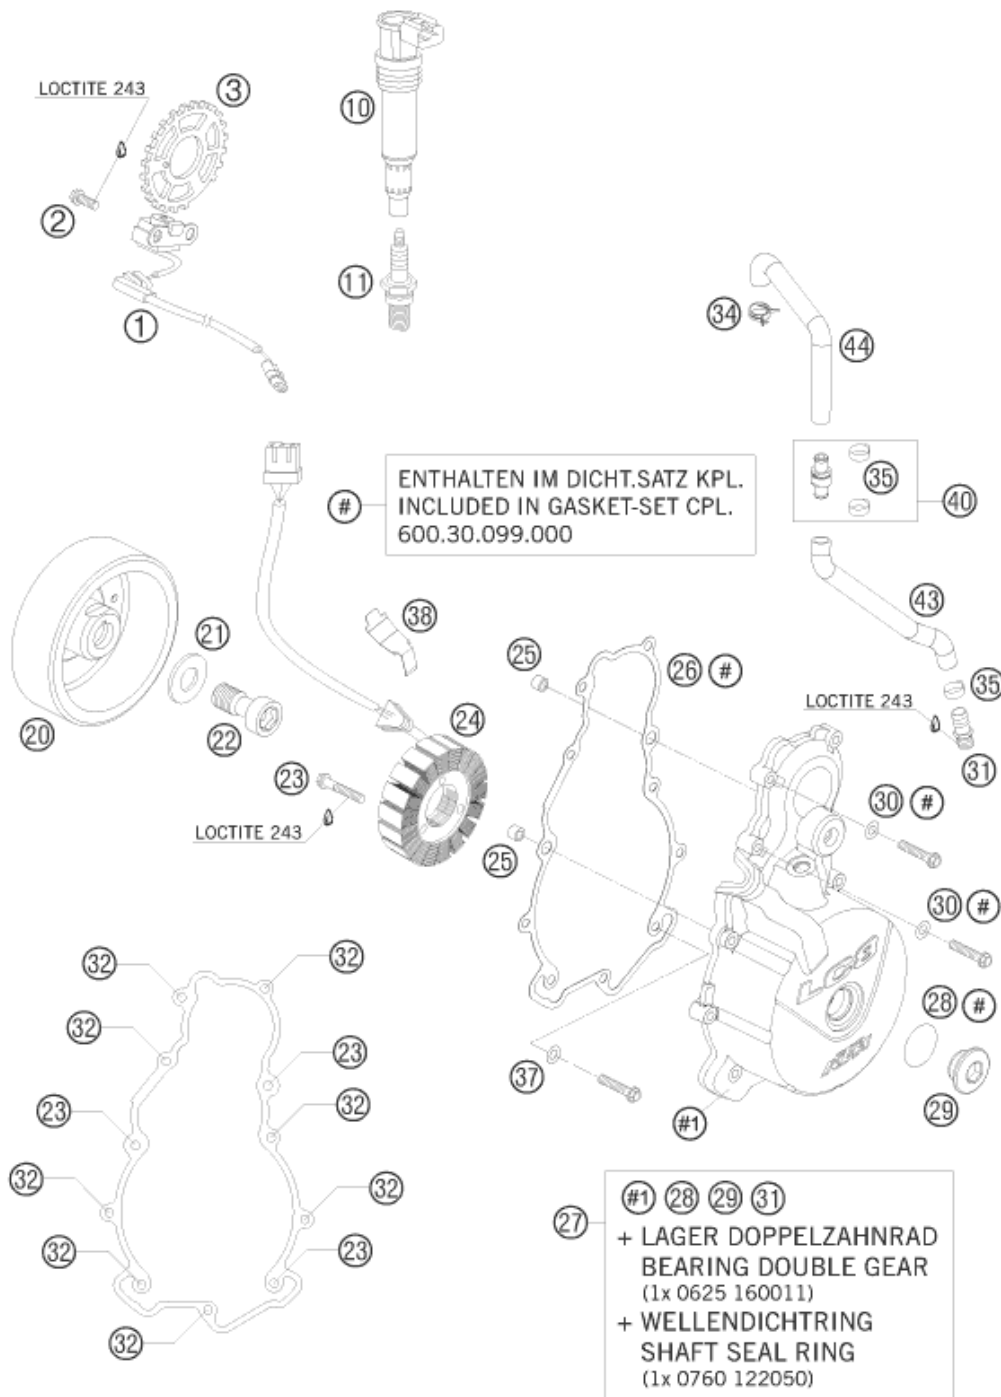 LOCTITE 243
3
10
2
11
1
34
44
35
40
#
ENTHALTEN IM DICHT.SATZ KPL.
INCLUDED IN GASKET-SET CPL.
600.30.099.000
43
38
21
25
26 #
35
LOCTITE 243
20
22
24
31
23
30 #
LOCTITE 243
25
30 #
32
32
LC8
28 #
32
23
37
KTM
23
32
29
#1
32
32
32
23
32
27
#1 28 29 31
+ LAGER DOPPELZAHNRAD
BEARING DOUBLE GEAR
(1x 0625 160011)
+ WELLENDICHTRING
SHAFT SEAL RING
(1x 0760 122050)